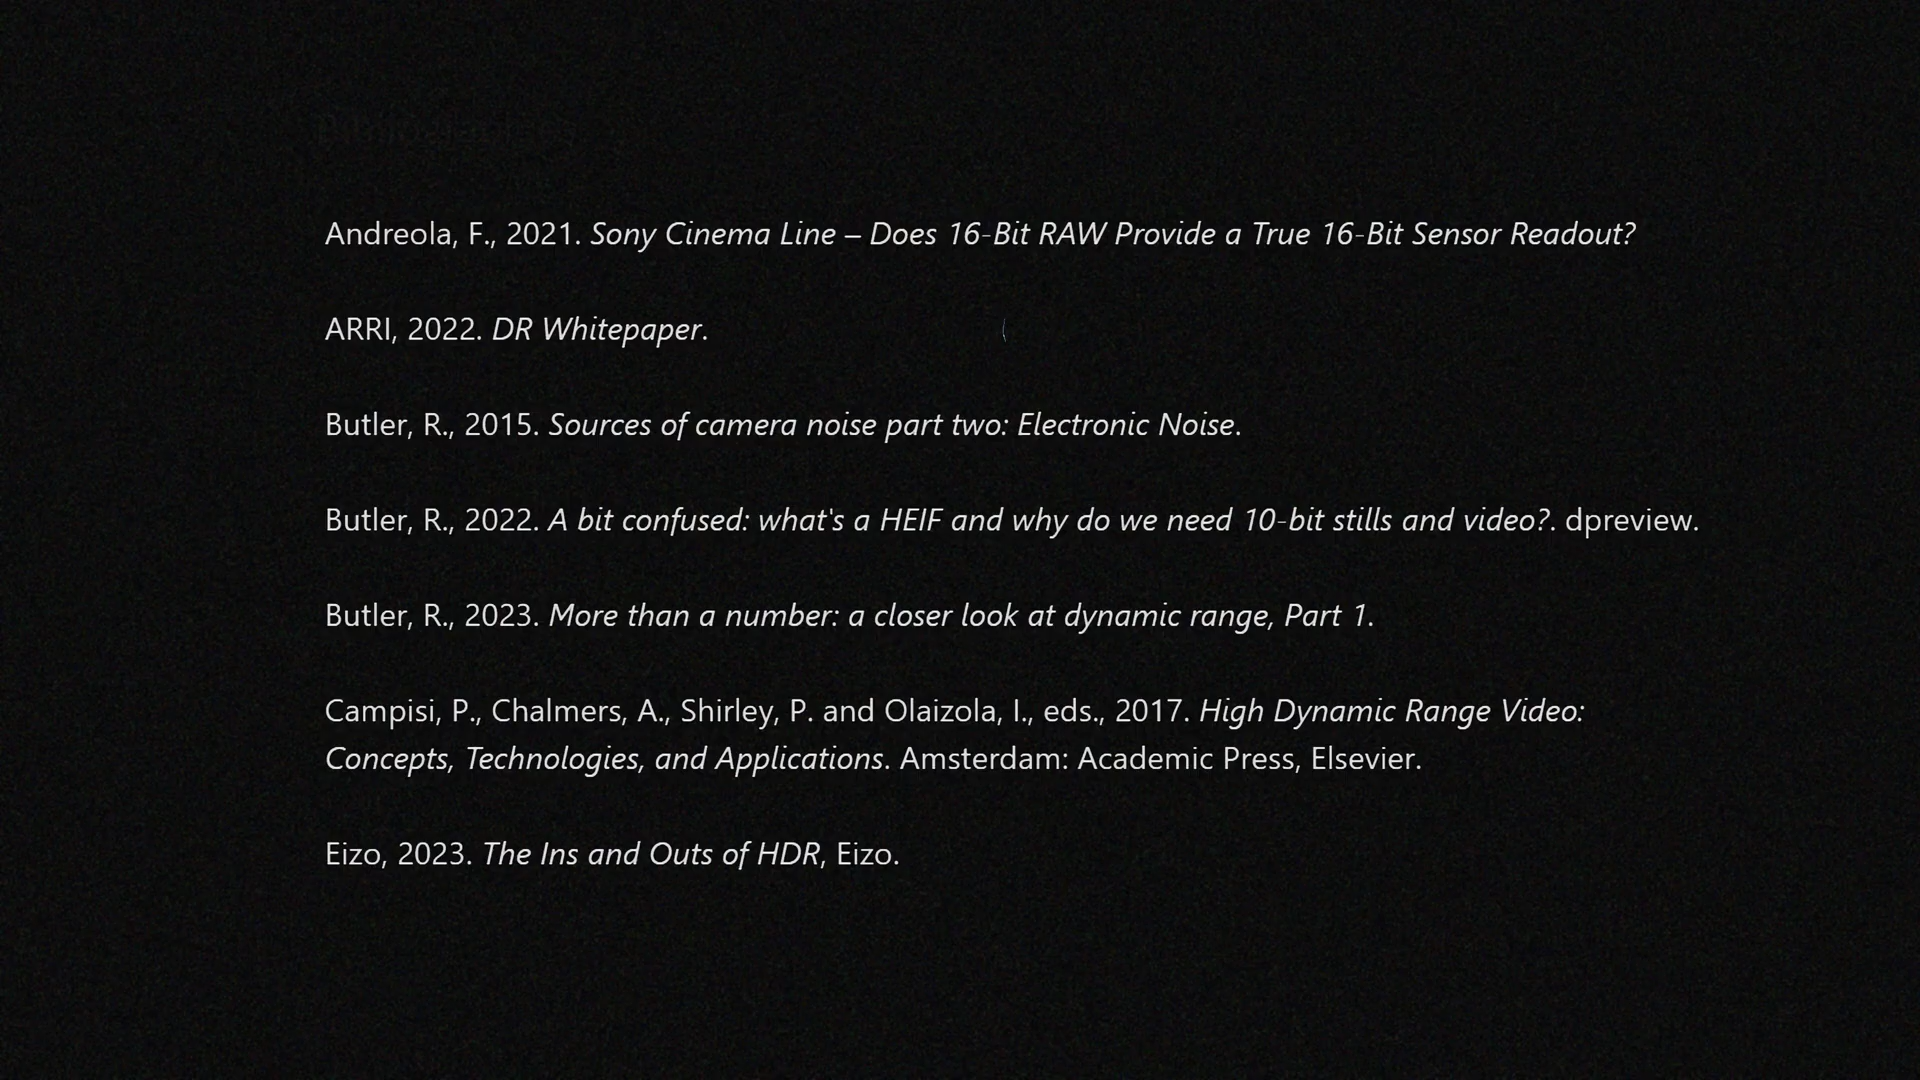 Andreola, F., 2021. Sony Cinema Line – Does 16-Bit RAW Provide a True 16-Bit Sensor Readout?
ARRI, 2022. DR Whitepaper.
Butler, R., 2015. Sources of camera noise part two: Electronic Noise.
Butler, R., 2022. A bit confused: what's a HEIF and why do we need 10-bit stills and video?. dpreview.
Butler, R., 2023. More than a number: a closer look at dynamic range, Part 1.
Campisi, P., Chalmers, A., Shirley, P. and Olaizola, I., eds., 2017. High Dynamic Range Video:
Concepts, Technologies, and Applications. Amsterdam: Academic Press, Elsevier.
Eizo, 2023. The Ins and Outs of HDR, Eizo.